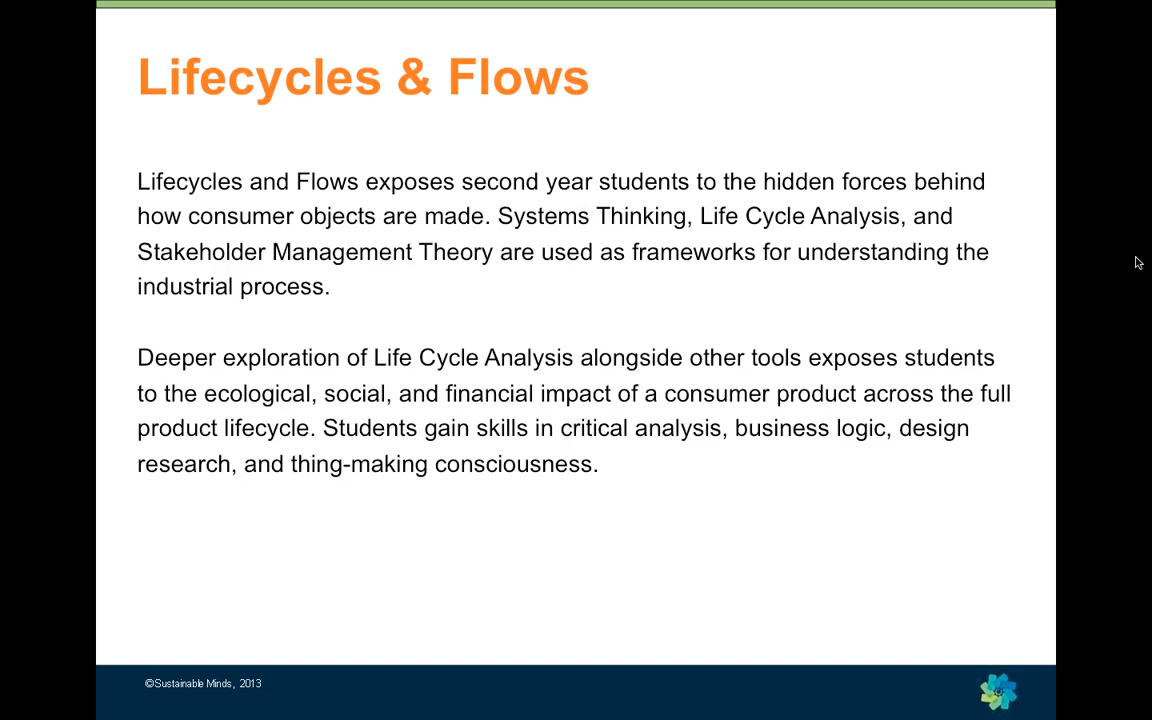 Lifecycles & Flows
Lifecycles and Flows exposes second year students to the hidden forces behind
how consumer objects are made. Systems Thinking, Life Cycle Analysis, and
Stakeholder Management Theory are used as frameworks for understanding the
industrial process.
Deeper exploration of Life Cycle Analysis alongside other tools exposes students
to the ecological, social, and financial impact of a consumer product across the full
product lifecycle. Students gain skills in critical analysis, business logic, design
research, and thing-making consciousness.
©Sustainable Minds, 2013